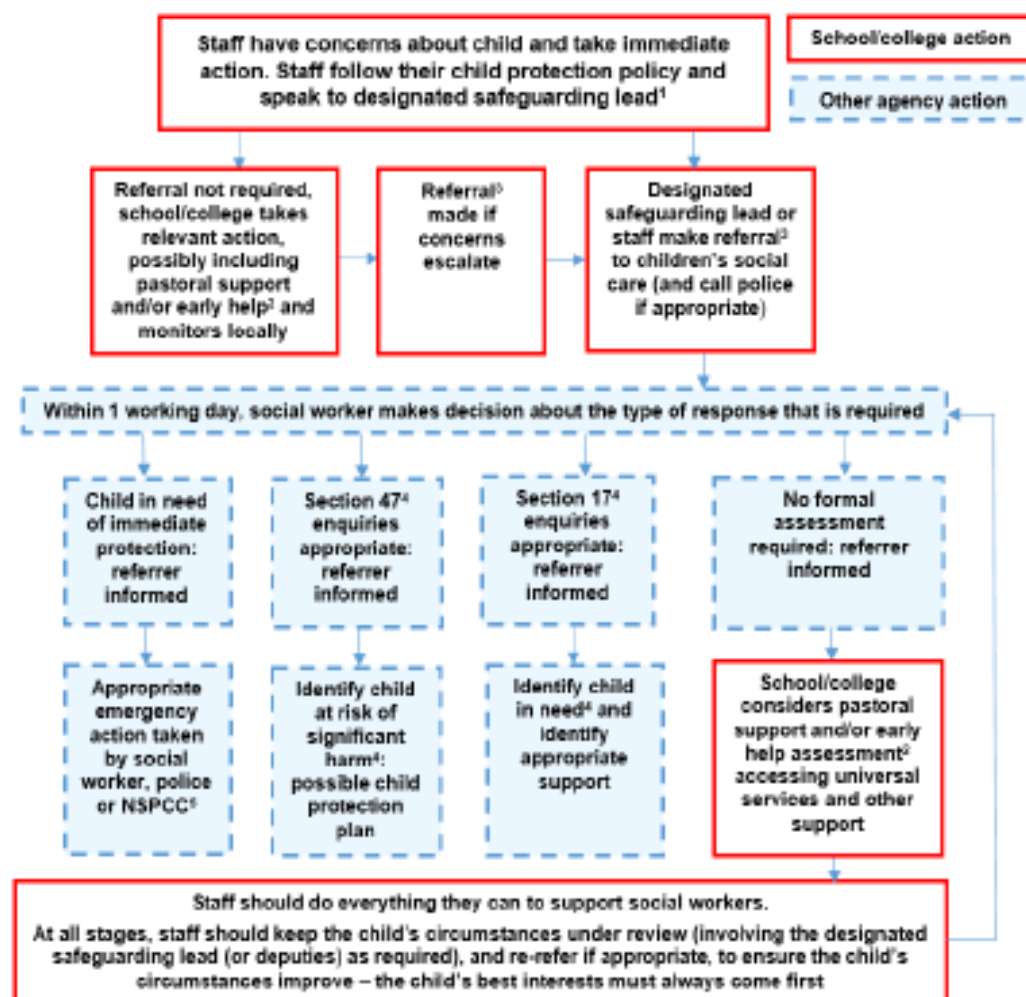 Staff have concerns about child and take immediate
action. Staff follow their child protection policy and
speak to designated safeguarding lead¹
School/college action
Other agency action
Referral not required,
school/college takes
relevant action,
possibly including
pastoral support
and/or early help² and
monitors locally
Referral³
made if
concerns
escalate
Designated
safeguarding lead or
staff make referral³
to children's social
care (and call police
if appropriate)
Within 1 working day, social worker makes decision about the type of response that is required
Child in need
of immediate
protection:
referrer
informed
Section 47⁴
enquiries
appropriate:
referrer
informed
Section 17⁴
enquiries
appropriate:
referrer
informed
No formal
assessment
required: referrer
informed
Appropriate
emergency
action taken
by social
worker, police
or NSPCC⁵
Identify child
at risk of
significant
harm⁴:
possible child
protection
plan
Identify child
in need⁴ and
identify
appropriate
support
School/college
considers pastoral
support and/or early
help assessment²
accessing universal
services and other
support
Staff should do everything they can to support social workers.
At all stages, staff should keep the child's circumstances under review (involving the designated
safeguarding lead (or deputies) as required), and re-refer if appropriate, to ensure the child's
circumstances improve – the child's best interests must always come first